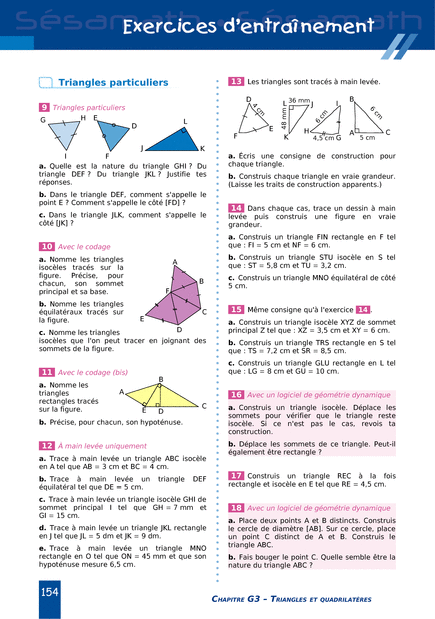 Exercices d'entraînement
Triangles particuliers
9 Triangles particuliers
G H E D L
I F J K
a. Quelle est la nature du triangle GHI ? Du
triangle DEF ? Du triangle JKL ? Justifie tes
réponses.
b. Dans le triangle DEF, comment s'appelle le
point E ? Comment s'appelle le côté [FD] ?
c. Dans le triangle JLK, comment s'appelle le
côté [JK] ?
10 Avec le codage
a. Nomme les triangles
isocèles tracés sur la
figure. Précise, pour
chacun, son sommet
principal et sa base.
b. Nomme les triangles
équilatéraux tracés sur
la figure.
c. Nomme les triangles
isocèles que l'on peut tracer en joignant des
sommets de la figure.
A
B
F
E C
D
11 Avec le codage (bis)
a. Nomme les
triangles
rectangles tracés
sur la figure.
B
A
C
E D
b. Précise, pour chacun, son hypoténuse.
12 À main levée uniquement
a. Trace à main levée un triangle ABC isocèle
en A tel que AB = 3 cm et BC = 4 cm.
b. Trace à main levée un triangle DEF
équilatéral tel que DE = 5 cm.
c. Trace à main levée un triangle isocèle GHI de
sommet principal I tel que GH = 7 mm et
GI = 15 cm.
d. Trace à main levée un triangle JKL rectangle
en J tel que JL = 5 dm et JK = 9 dm.
e. Trace à main levée un triangle MNO
rectangle en O tel que ON = 45 mm et que son
hypoténuse mesure 6,5 cm.
13 Les triangles sont tracés à main levée.
D 4 cm E F
L 36 mm J 48 mm K
I 6 cm H 4,5 cm G
B 6 cm A 5 cm C
a. Écris une consigne de construction pour
chaque triangle.
b. Construis chaque triangle en vraie grandeur.
(Laisse les traits de construction apparents.)
14 Dans chaque cas, trace un dessin à main
levée puis construis une figure en vraie
grandeur.
a. Construis un triangle FIN rectangle en F tel
que : FI = 5 cm et NF = 6 cm.
b. Construis un triangle STU isocèle en S tel
que : ST = 5,8 cm et TU = 3,2 cm.
c. Construis un triangle MNO équilatéral de côté
5 cm.
15 Même consigne qu'à l'exercice 14.
a. Construis un triangle isocèle XYZ de sommet
principal Z tel que : XZ = 3,5 cm et XY = 6 cm.
b. Construis un triangle TRS rectangle en S tel
que : TS = 7,2 cm et SR = 8,5 cm.
c. Construis un triangle GLU rectangle en L tel
que : LG = 8 cm et GU = 10 cm.
16 Avec un logiciel de géométrie dynamique
a. Construis un triangle isocèle. Déplace les
sommets pour vérifier que le triangle reste
isocèle. Si ce n'est pas le cas, revois ta
construction.
b. Déplace les sommets de ce triangle. Peut-il
également être rectangle ?
17 Construis un triangle REC à la fois
rectangle et isocèle en E tel que RE = 4,5 cm.
18 Avec un logiciel de géométrie dynamique
a. Place deux points A et B distincts. Construis
le cercle de diamètre [AB]. Sur ce cercle, place
un point C distinct de A et B. Construis le
triangle ABC.
b. Fais bouger le point C. Quelle semble être la
nature du triangle ABC ?
154
CHAPITRE G3 – TRIANGLES ET QUADRILATÈRES